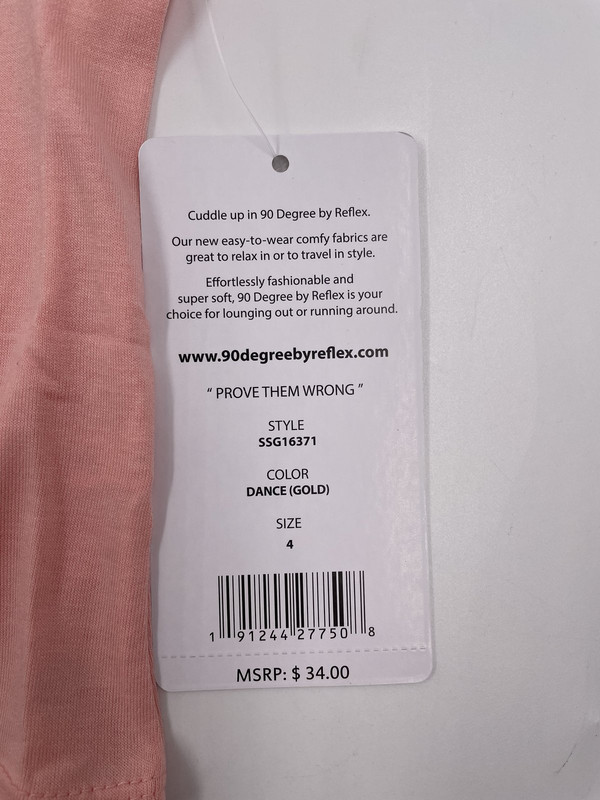 Cuddle up in 90 Degree by Reflex.
Our new easy-to-wear comfy fabrics are
great to relax in or to travel in style.
Effortlessly fashionable and
super soft, 90 Degree by Reflex is your
choice for lounging out or running around.
www.90degreebyreflex.com
“ PROVE THEM WRONG ”
STYLE
SSG16371
COLOR
DANCE (GOLD)
SIZE
4
1 91244 27750 8
MSRP: $ 34.00